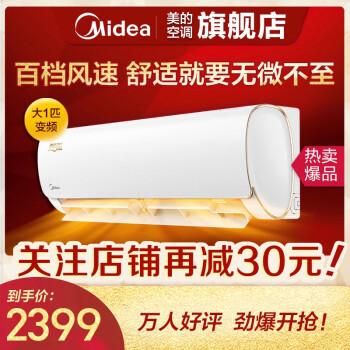 Midea 美的空调 旗舰店
百档风速 舒适就要无微不至
大1匹
变频
热卖
爆品
Midea
关注店铺再减30元!
到手价：
2399
万人好评 劲爆开抢!